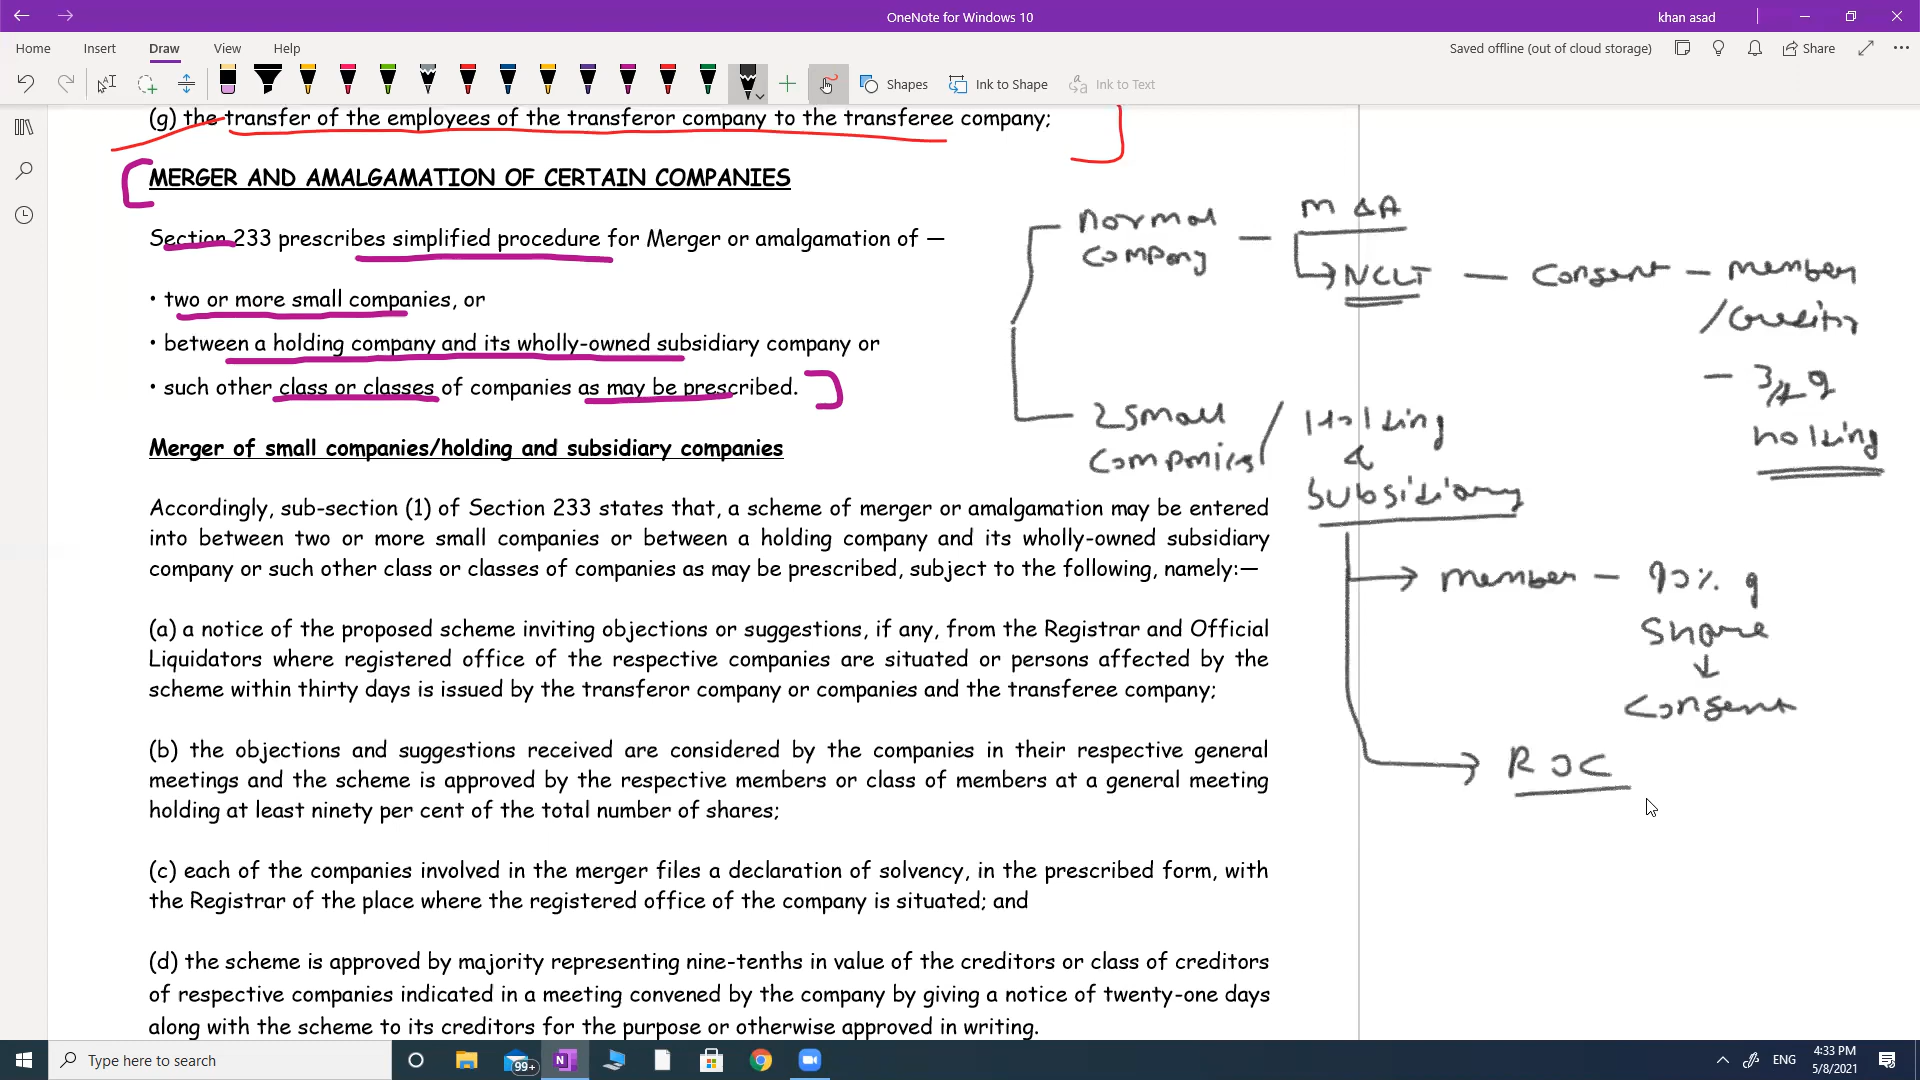 OneNote for Windows 10
khan asad
Home Insert Draw View Help
Saved offline (out of cloud storage)
Share
Shapes
Ink to Shape
Ink to Text
(g) the transfer of the employees of the transferor company to the transferee company;
MERGER AND AMALGAMATION OF CERTAIN COMPANIES
Section 233 prescribes simplified procedure for Merger or amalgamation of —
• two or more small companies, or
• between a holding company and its wholly-owned subsidiary company or
• such other class or classes of companies as may be prescribed.
Merger of small companies/holding and subsidiary companies
Accordingly, sub-section (1) of Section 233 states that, a scheme of merger or amalgamation may be entered
into between two or more small companies or between a holding company and its wholly-owned subsidiary
company or such other class or classes of companies as may be prescribed, subject to the following, namely:—
(a) a notice of the proposed scheme inviting objections or suggestions, if any, from the Registrar and Official
Liquidators where registered office of the respective companies are situated or persons affected by the
scheme within thirty days is issued by the transferor company or companies and the transferee company;
(b) the objections and suggestions received are considered by the companies in their respective general
meetings and the scheme is approved by the respective members or class of members at a general meeting
holding at least ninety per cent of the total number of shares;
(c) each of the companies involved in the merger files a declaration of solvency, in the prescribed form, with
the Registrar of the place where the registered office of the company is situated; and
(d) the scheme is approved by majority representing nine-tenths in value of the creditors or class of creditors
of respective companies indicated in a meeting convened by the company by giving a notice of twenty-one days
along with the scheme to its creditors for the purpose or otherwise approved in writing.
normal
company
— M & A
→ NCLT — consent — member
/creditor
— 3/4 of
holding
2 small
companies /
Holding
&
Subsidiary
→ member — 90% of
Share
↓
consent
→ ROC
Type here to search
99+
ENG
4:33 PM
5/8/2021